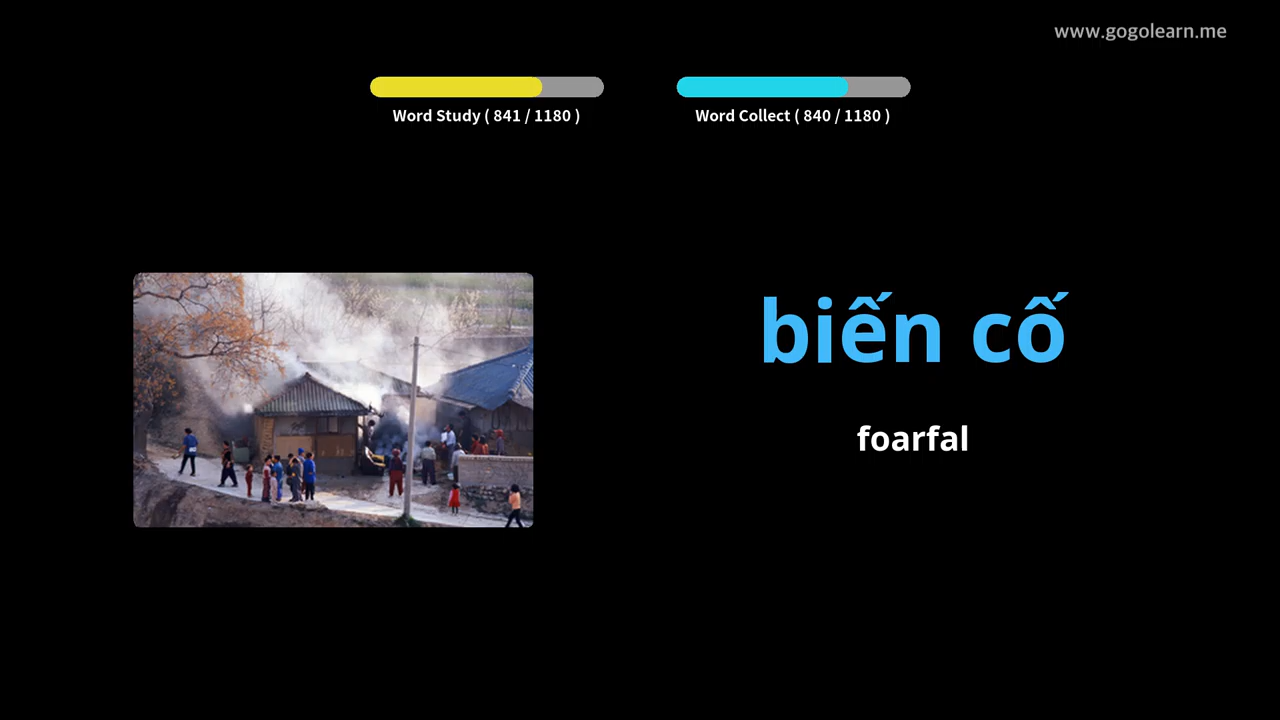 www.gogolearn.me
Word Study ( 841 / 1180 )
Word Collect ( 840 / 1180 )
biến cố
foarfal